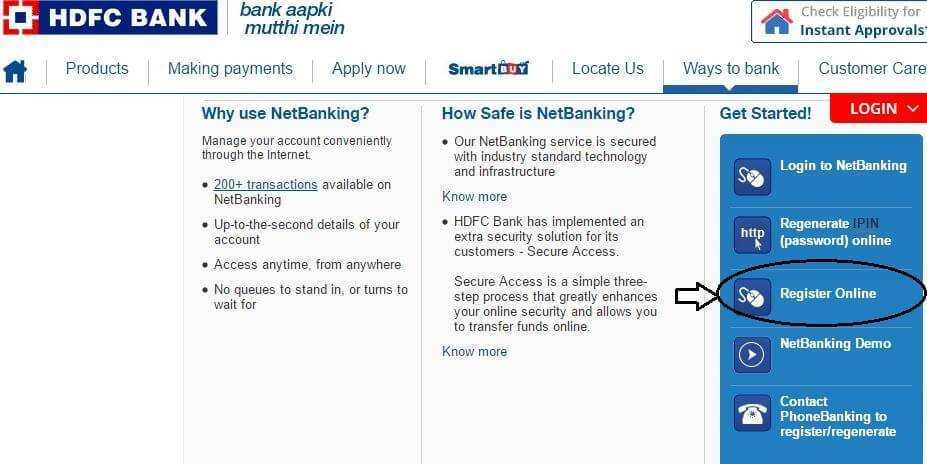 HDFC BANK
bank aapki
mutthi mein
Check Eligibility for
Instant Approvals*
Products
Making payments
Apply now
SmartBUY
Locate Us
Ways to bank
Customer Care
LOGIN
Why use NetBanking?
Manage your account conveniently
through the Internet.
• 200+ transactions available on
NetBanking
• Up-to-the-second details of your
account
• Access anytime, from anywhere
• No queues to stand in, or turns to
wait for
How Safe is NetBanking?
• Our NetBanking service is secured
with industry standard technology
and infrastructure
Know more
• HDFC Bank has implemented an
extra security solution for its
customers - Secure Access.
Secure Access is a simple three-
step process that greatly enhances
your online security and allows you
to transfer funds online.
Know more
Get Started!
Login to NetBanking
http
Regenerate IPIN
(password) online
Register Online
NetBanking Demo
Contact
PhoneBanking to
register/regenerate